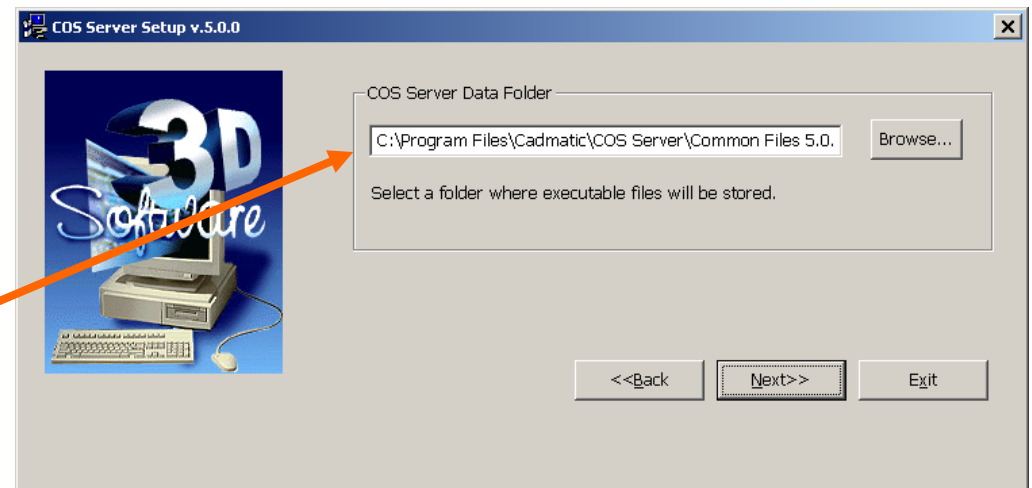 COS Server Setup v.5.0.0
3D
Software
COS Server Data Folder
C:\Program Files\Cadmatic\COS Server\Common Files 5.0.
Browse...
Select a folder where executable files will be stored.
<<Back
Next>>
Exit